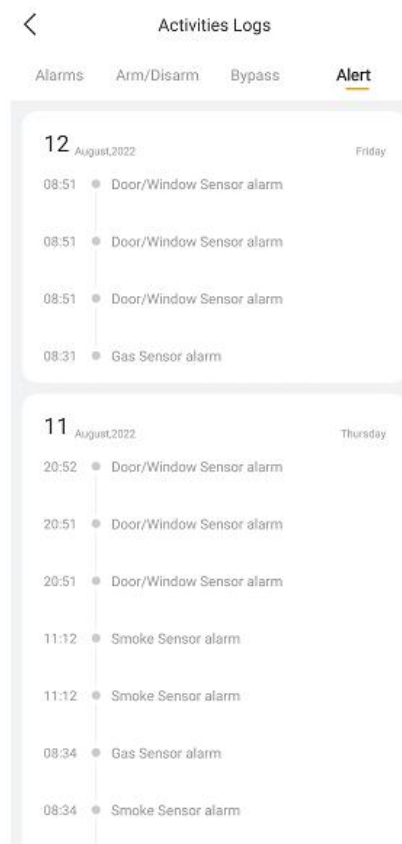 Activities Logs
Alarms Arm/Disarm Bypass Alert
12 August,2022 Friday
08:51 Door/Window Sensor alarm
08:51 Door/Window Sensor alarm
08:51 Door/Window Sensor alarm
08:31 Gas Sensor alarm
11 August,2022 Thursday
20:52 Door/Window Sensor alarm
20:51 Door/Window Sensor alarm
20:51 Door/Window Sensor alarm
11:12 Smoke Sensor alarm
11:12 Smoke Sensor alarm
08:34 Gas Sensor alarm
08:34 Smoke Sensor alarm